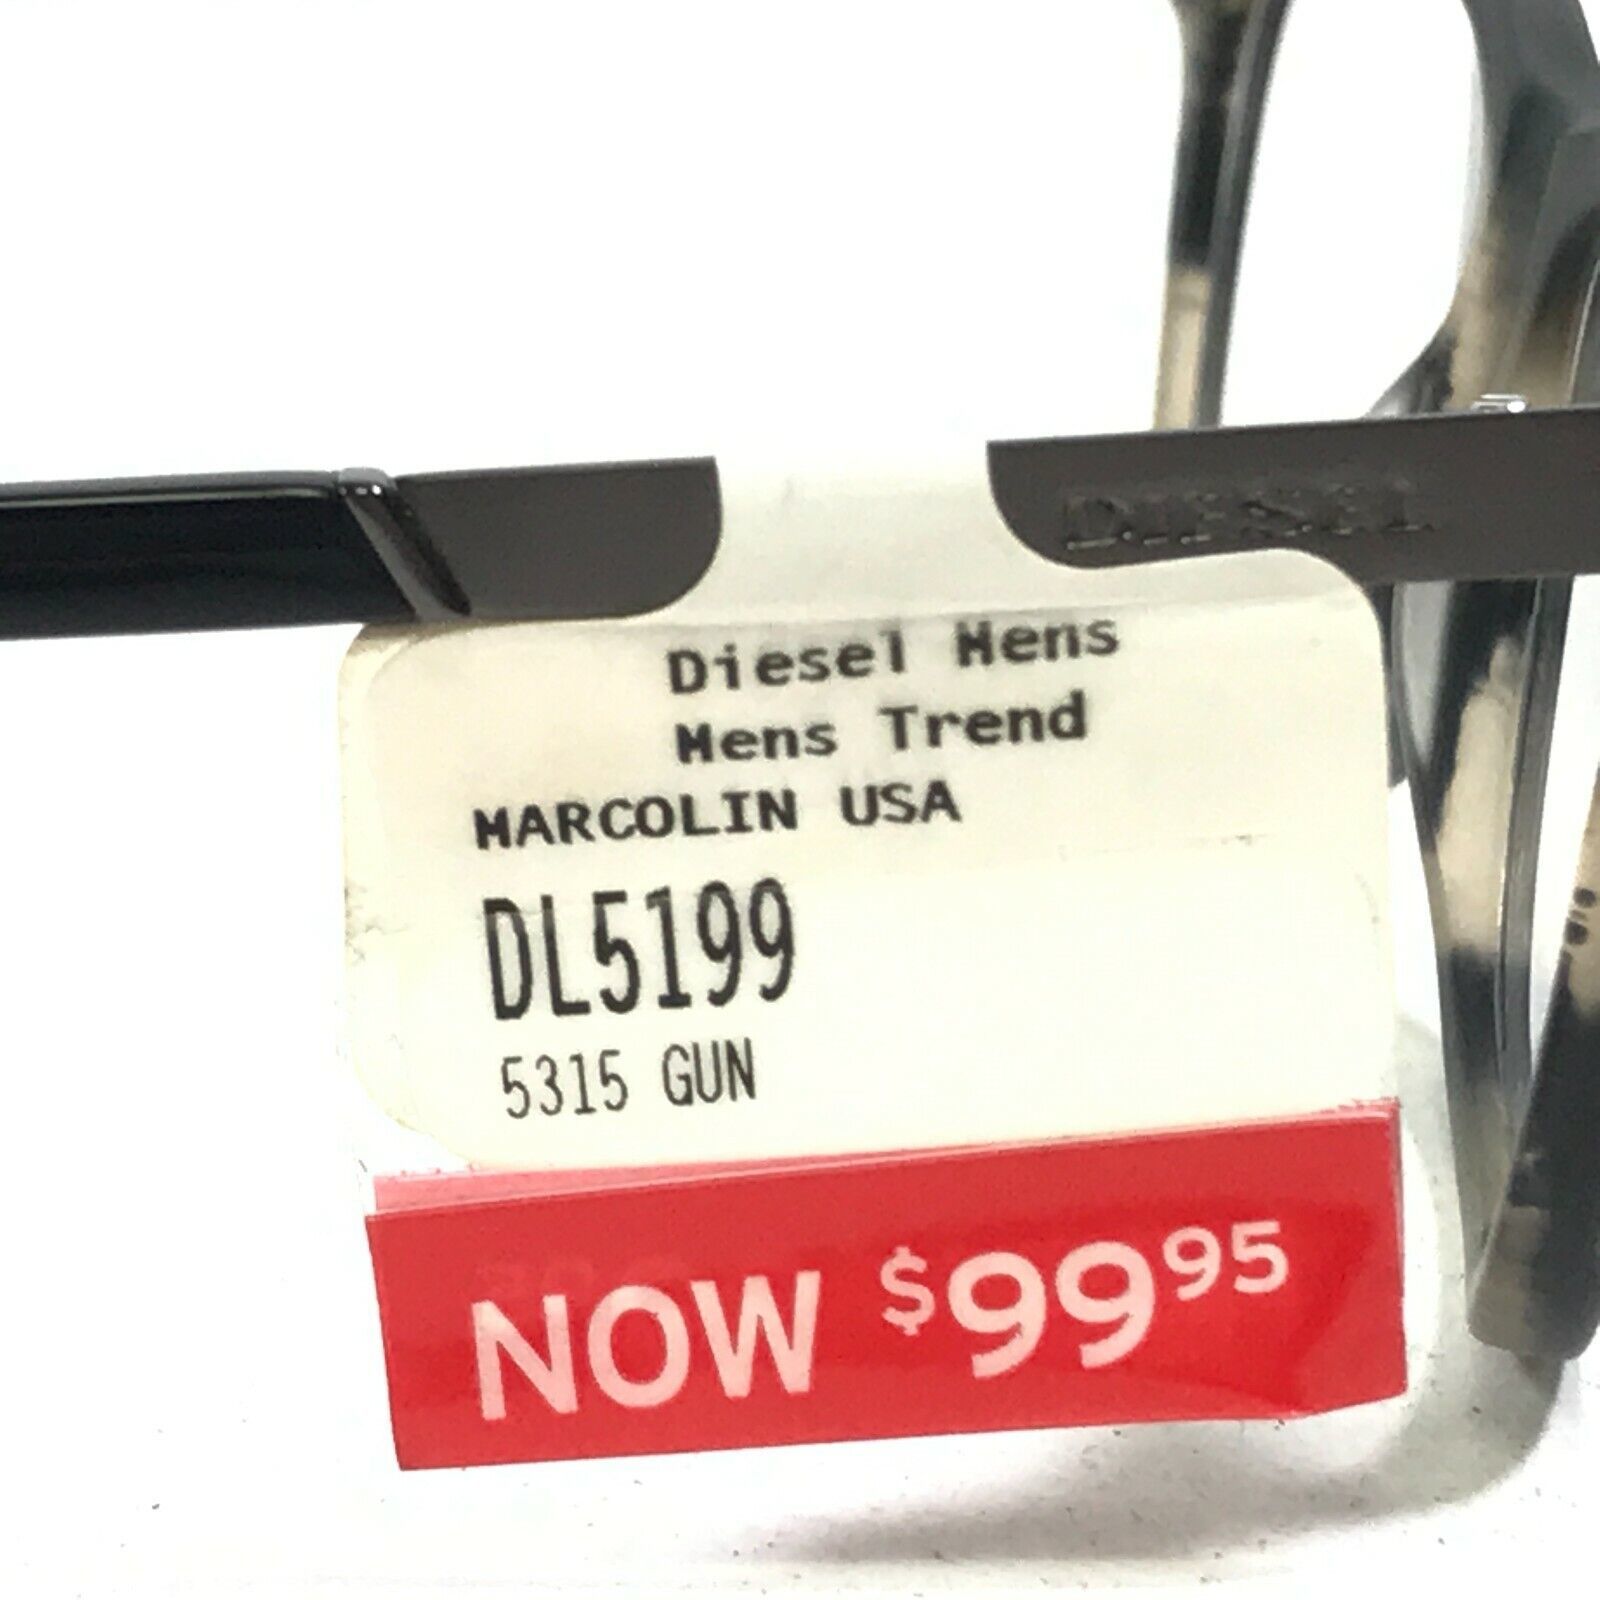 DIESEL
Diesel Mens
Mens Trend
MARCOLIN USA
DL5199
5315 GUN
NOW $99.95